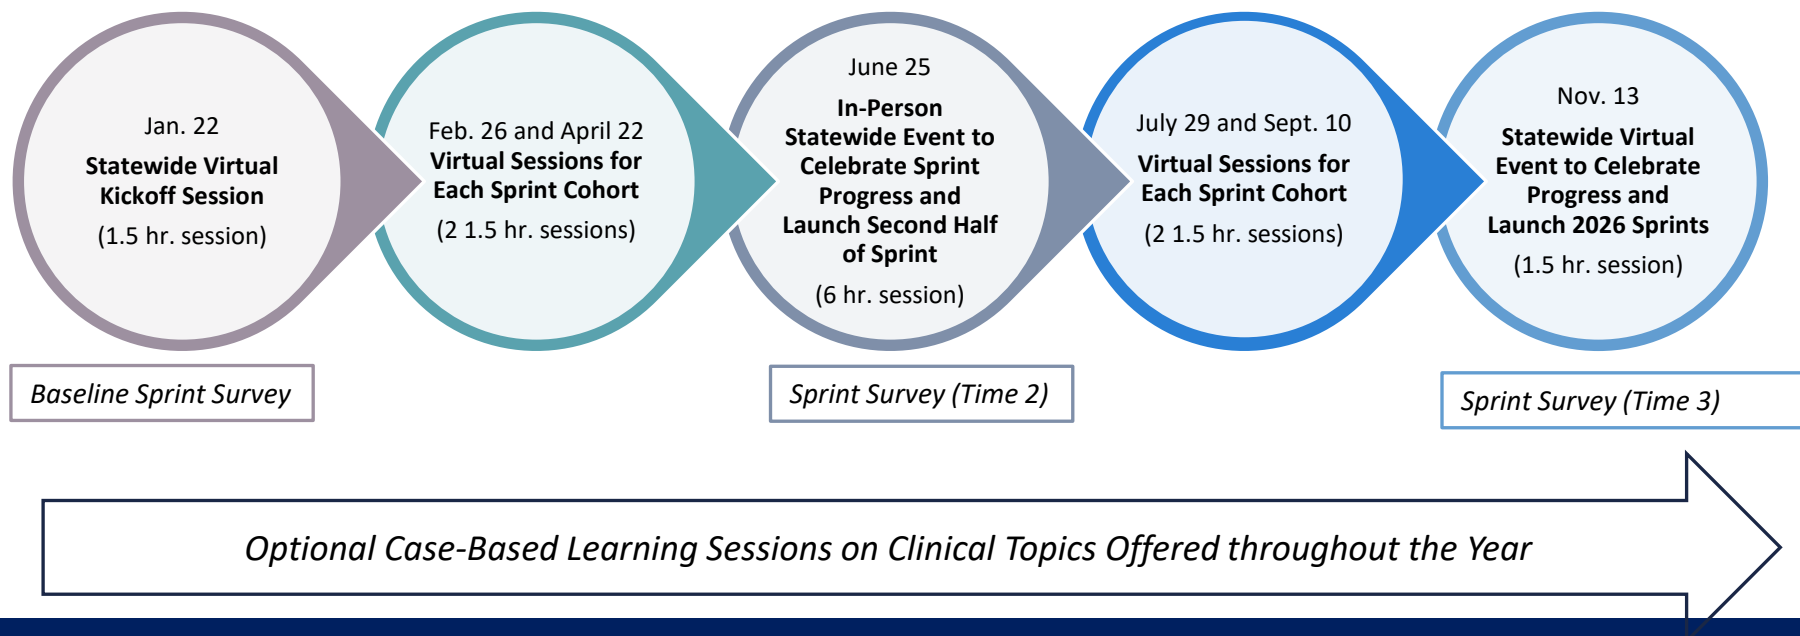 Jan. 22
Statewide Virtual
Kickoff Session
(1.5 hr. session)
Feb. 26 and April 22
Virtual Sessions for
Each Sprint Cohort
(2 1.5 hr. sessions)
June 25
In-Person
Statewide Event to
Celebrate Sprint
Progress and
Launch Second Half
of Sprint
(6 hr. session)
July 29 and Sept. 10
Virtual Sessions for
Each Sprint Cohort
(2 1.5 hr. sessions)
Nov. 13
Statewide Virtual
Event to Celebrate
Progress and
Launch 2026 Sprints
(1.5 hr. session)
Baseline Sprint Survey
Sprint Survey (Time 2)
Sprint Survey (Time 3)
Optional Case-Based Learning Sessions on Clinical Topics Offered throughout the Year